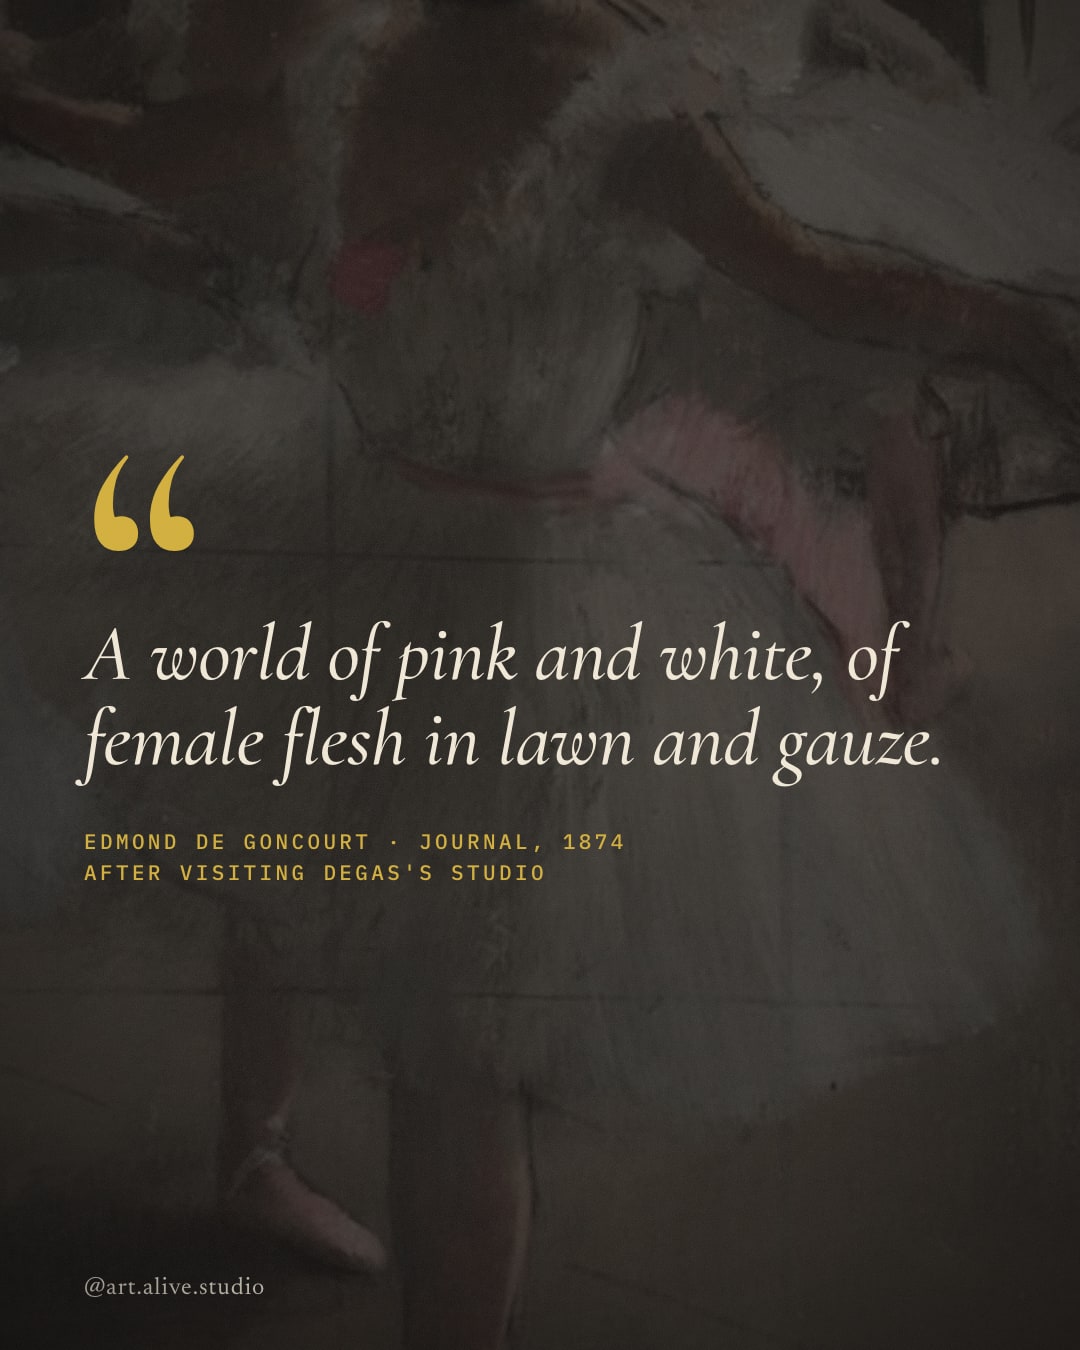 “
A world of pink and white, of
female flesh in lawn and gauze.
EDMOND DE GONCOURT · JOURNAL, 1874
AFTER VISITING DEGAS'S STUDIO
@art.alive.studio